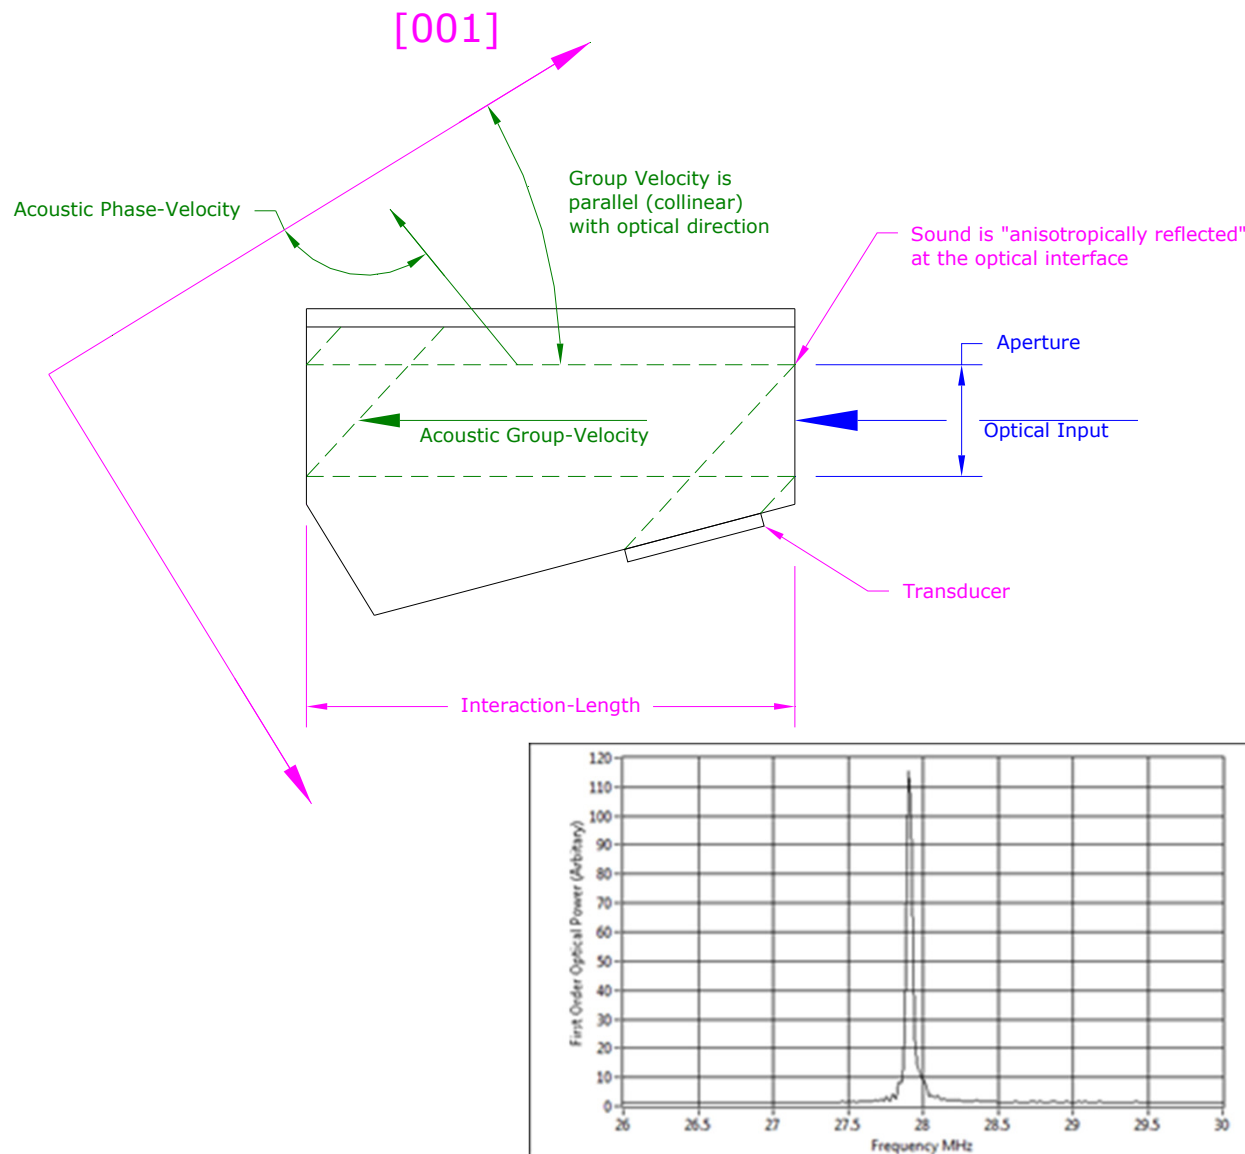 [001]
Group Velocity is
parallel (collinear)
with optical direction
Acoustic Phase-Velocity
Sound is "anisotropically reflected"
at the optical interface
Aperture
Optical Input
Acoustic Group-Velocity
Transducer
Interaction-Length
120
110
100
90
80
70
60
50
40
30
20
10
0
First Order Optical Power (Arbitary)
26
26.5
27
27.5
28
28.5
29
29.5
30
Frequency MHz